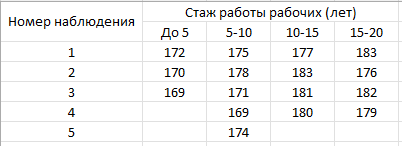 Номер наблюдения Стаж работы рабочих (лет)
До 5 5-10 10-15 15-20
1 172 175 177 183
2 170 178 183 176
3 169 171 181 182
4 169 180 179
5 174